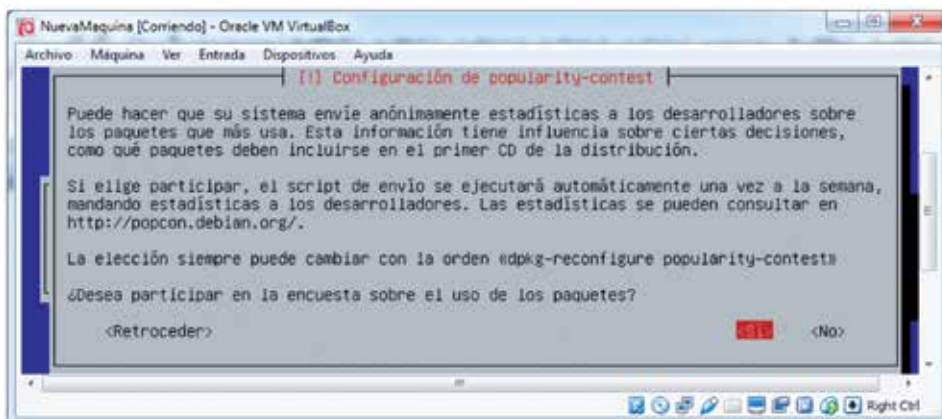 NuevaMaquina [Corriendo] - Oracle VM VirtualBox
Archivo Máquina Ver Entrada Dispositivos Ayuda
[!] Configuración de popularity-contest
Puede hacer que su sistema envíe anónimamente estadísticas a los desarrolladores sobre
los paquetes que más usa. Esta información tiene influencia sobre ciertas decisiones,
como qué paquetes deben incluirse en el primer CD de la distribución.
Si elige participar, el script de envío se ejecutará automáticamente una vez a la semana,
mandando estadísticas a los desarrolladores. Las estadísticas se pueden consultar en
http://popcon.debian.org/.
La elección siempre puede cambiar con la orden «dpkg-reconfigure popularity-contest»
¿Desea participar en la encuesta sobre el uso de los paquetes?
<Retroceder> <Sí> <No>
Right Ctrl